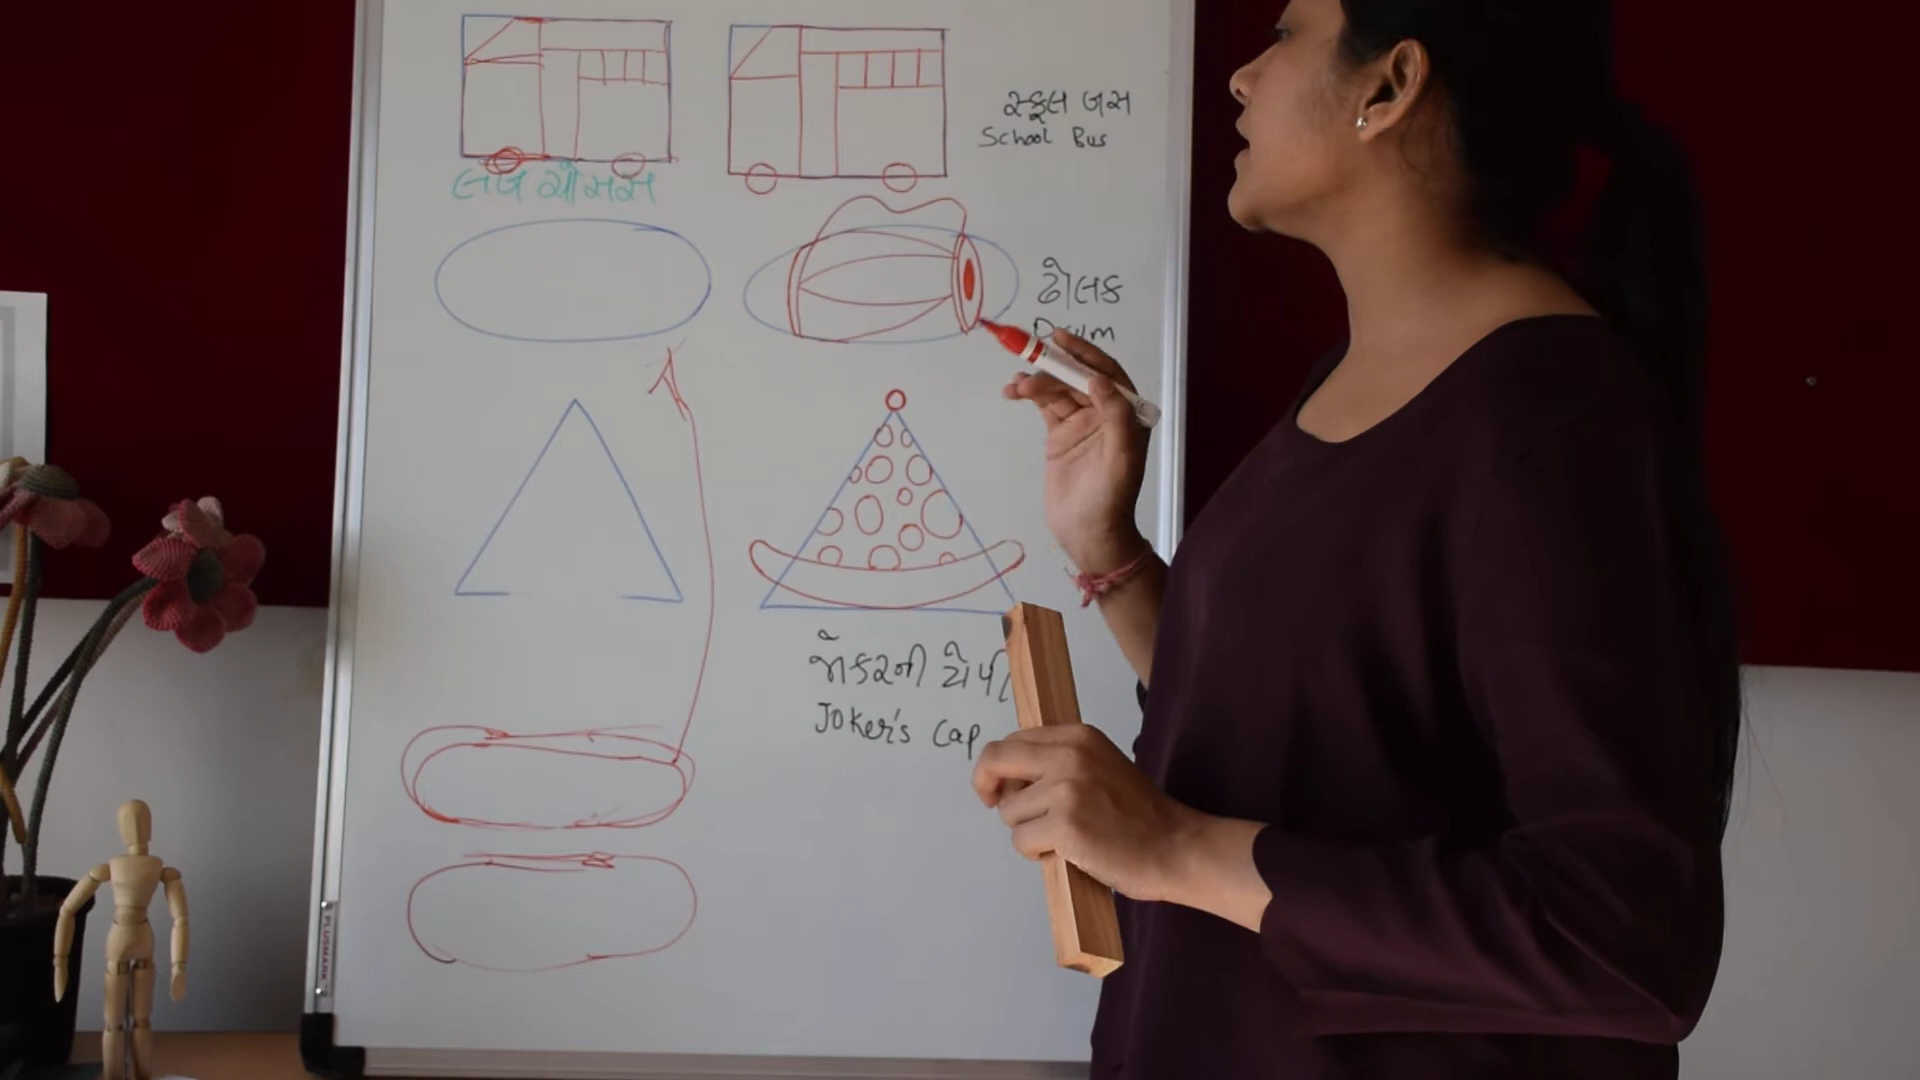 સ્કૂલ બસ
School Bus
લંબ ચોરસ
ઢોલક
Drum
જોકરની ટોપી
Joker's Cap
PLUSMARK